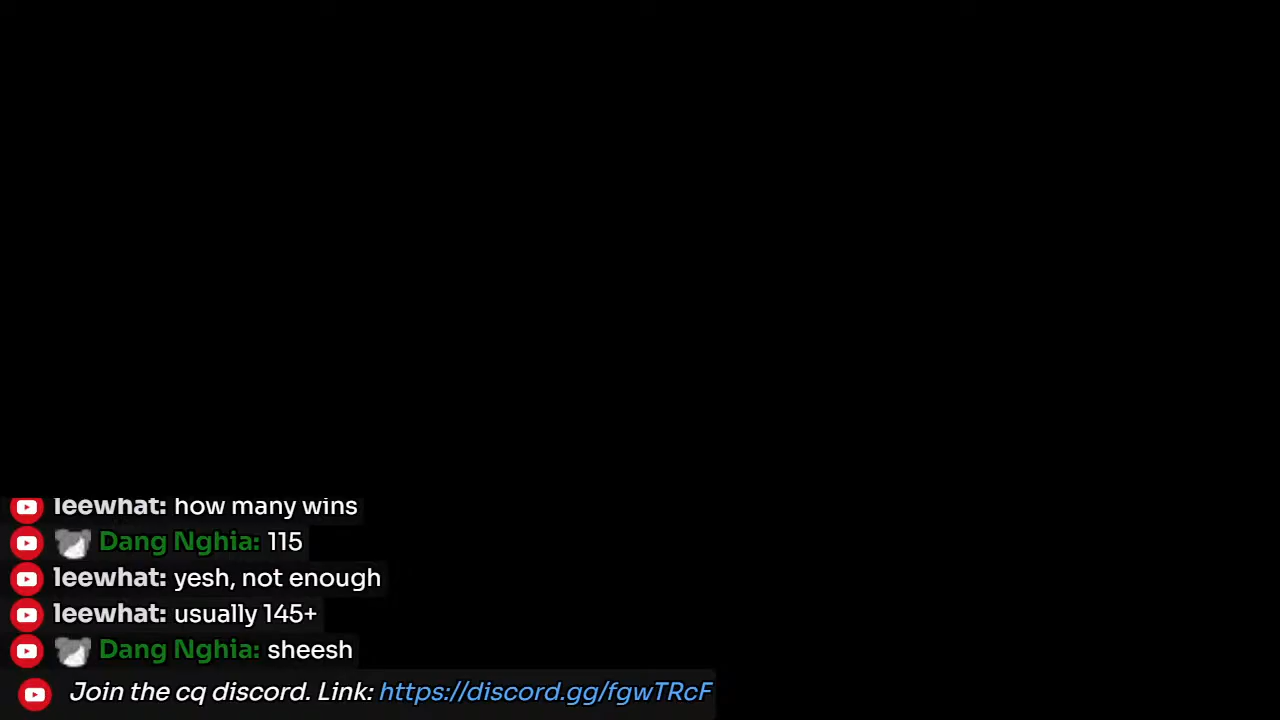 leewhat: how many wins
Dang Nghia: 115
leewhat: yesh, not enough
leewhat: usually 145+
Dang Nghia: sheesh
Join the cq discord. Link: https://discord.gg/fgwTRcF